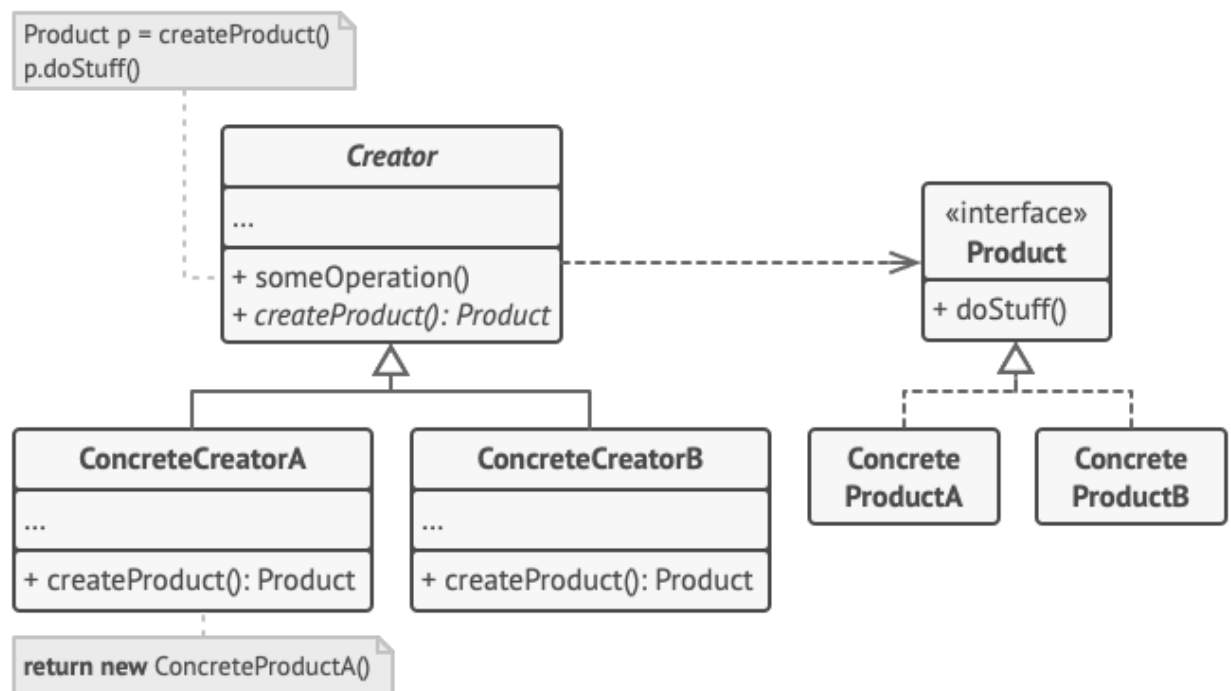 Product p = createProduct()
p.doStuff()
Creator
...
+ someOperation()
+ createProduct(): Product
«interface»
Product
+ doStuff()
ConcreteCreatorA
...
+ createProduct(): Product
ConcreteCreatorB
...
+ createProduct(): Product
Concrete
ProductA
Concrete
ProductB
return new ConcreteProductA()